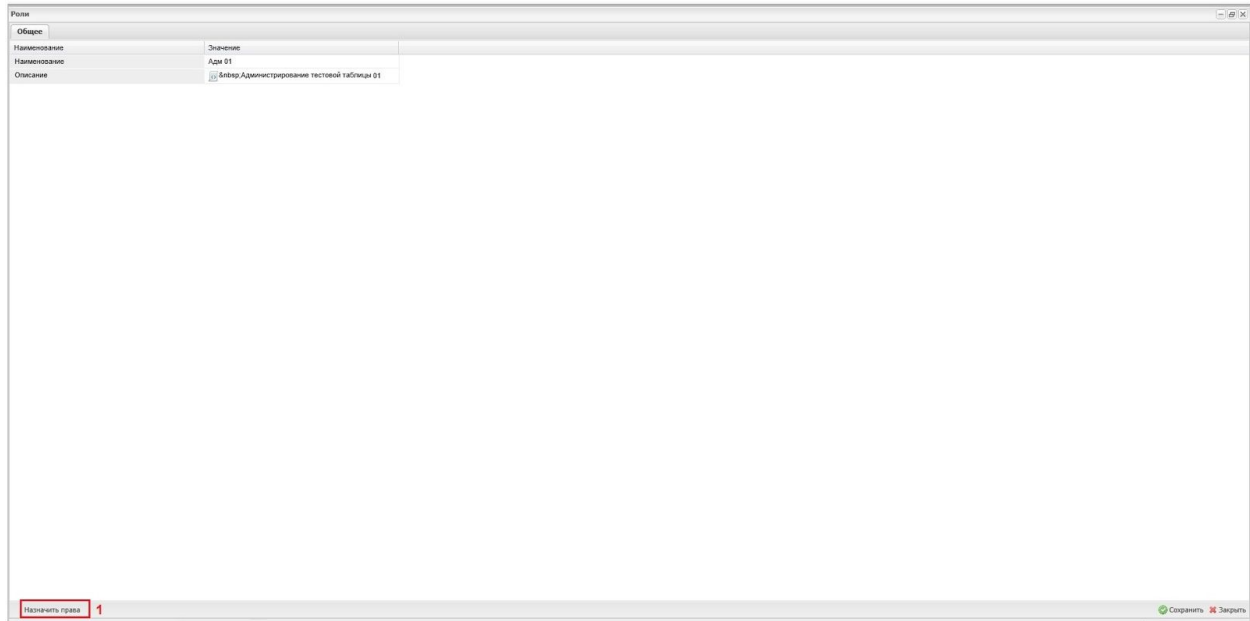 Роли
Общее
Наименование Значение
Наименование Адм 01
Описание &nbsp;Администрирование тестовой таблицы 01
Назначить права 1 Сохранить Закрыть